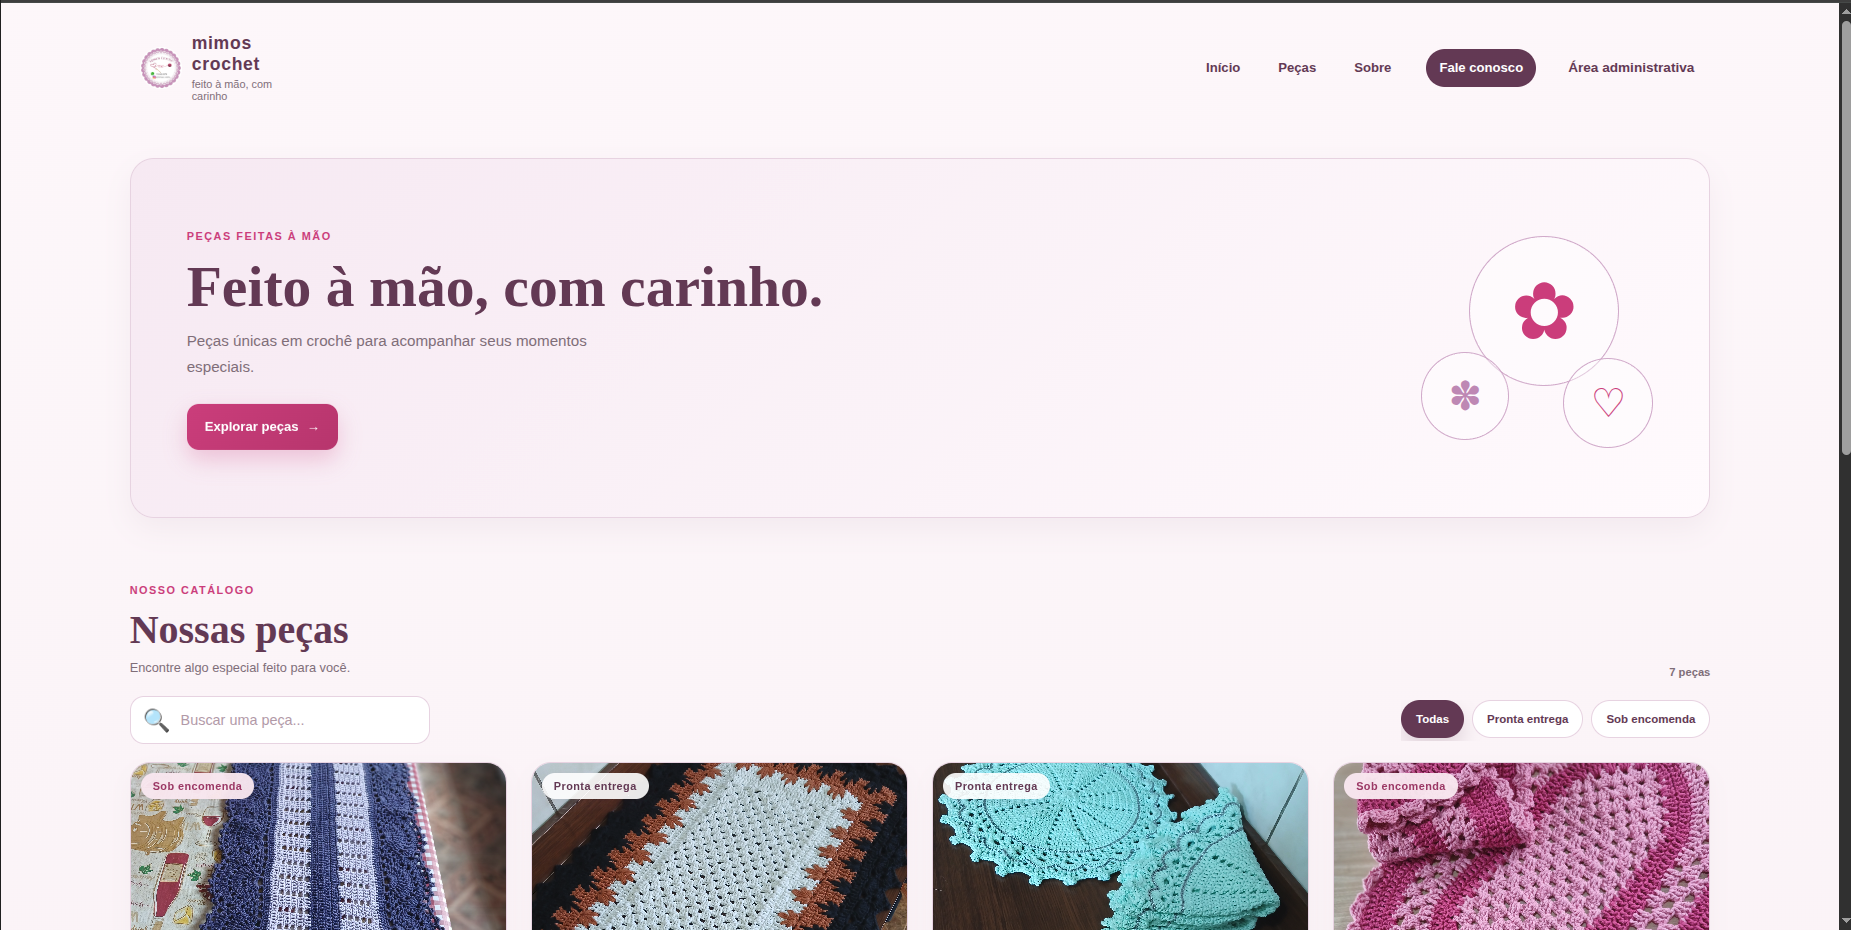 mimos
crochet
feito à mão, com
carinho
Início
Peças
Sobre
Fale conosco
Área administrativa
PEÇAS FEITAS À MÃO
Feito à mão, com carinho.
Peças únicas em crochê para acompanhar seus momentos
especiais.
Explorar peças →
NOSSO CATÁLOGO
Nossas peças
Encontre algo especial feito para você.
7 peças
Buscar uma peça...
Todas
Pronta entrega
Sob encomenda
Sob encomenda
Pronta entrega
Pronta entrega
Sob encomenda